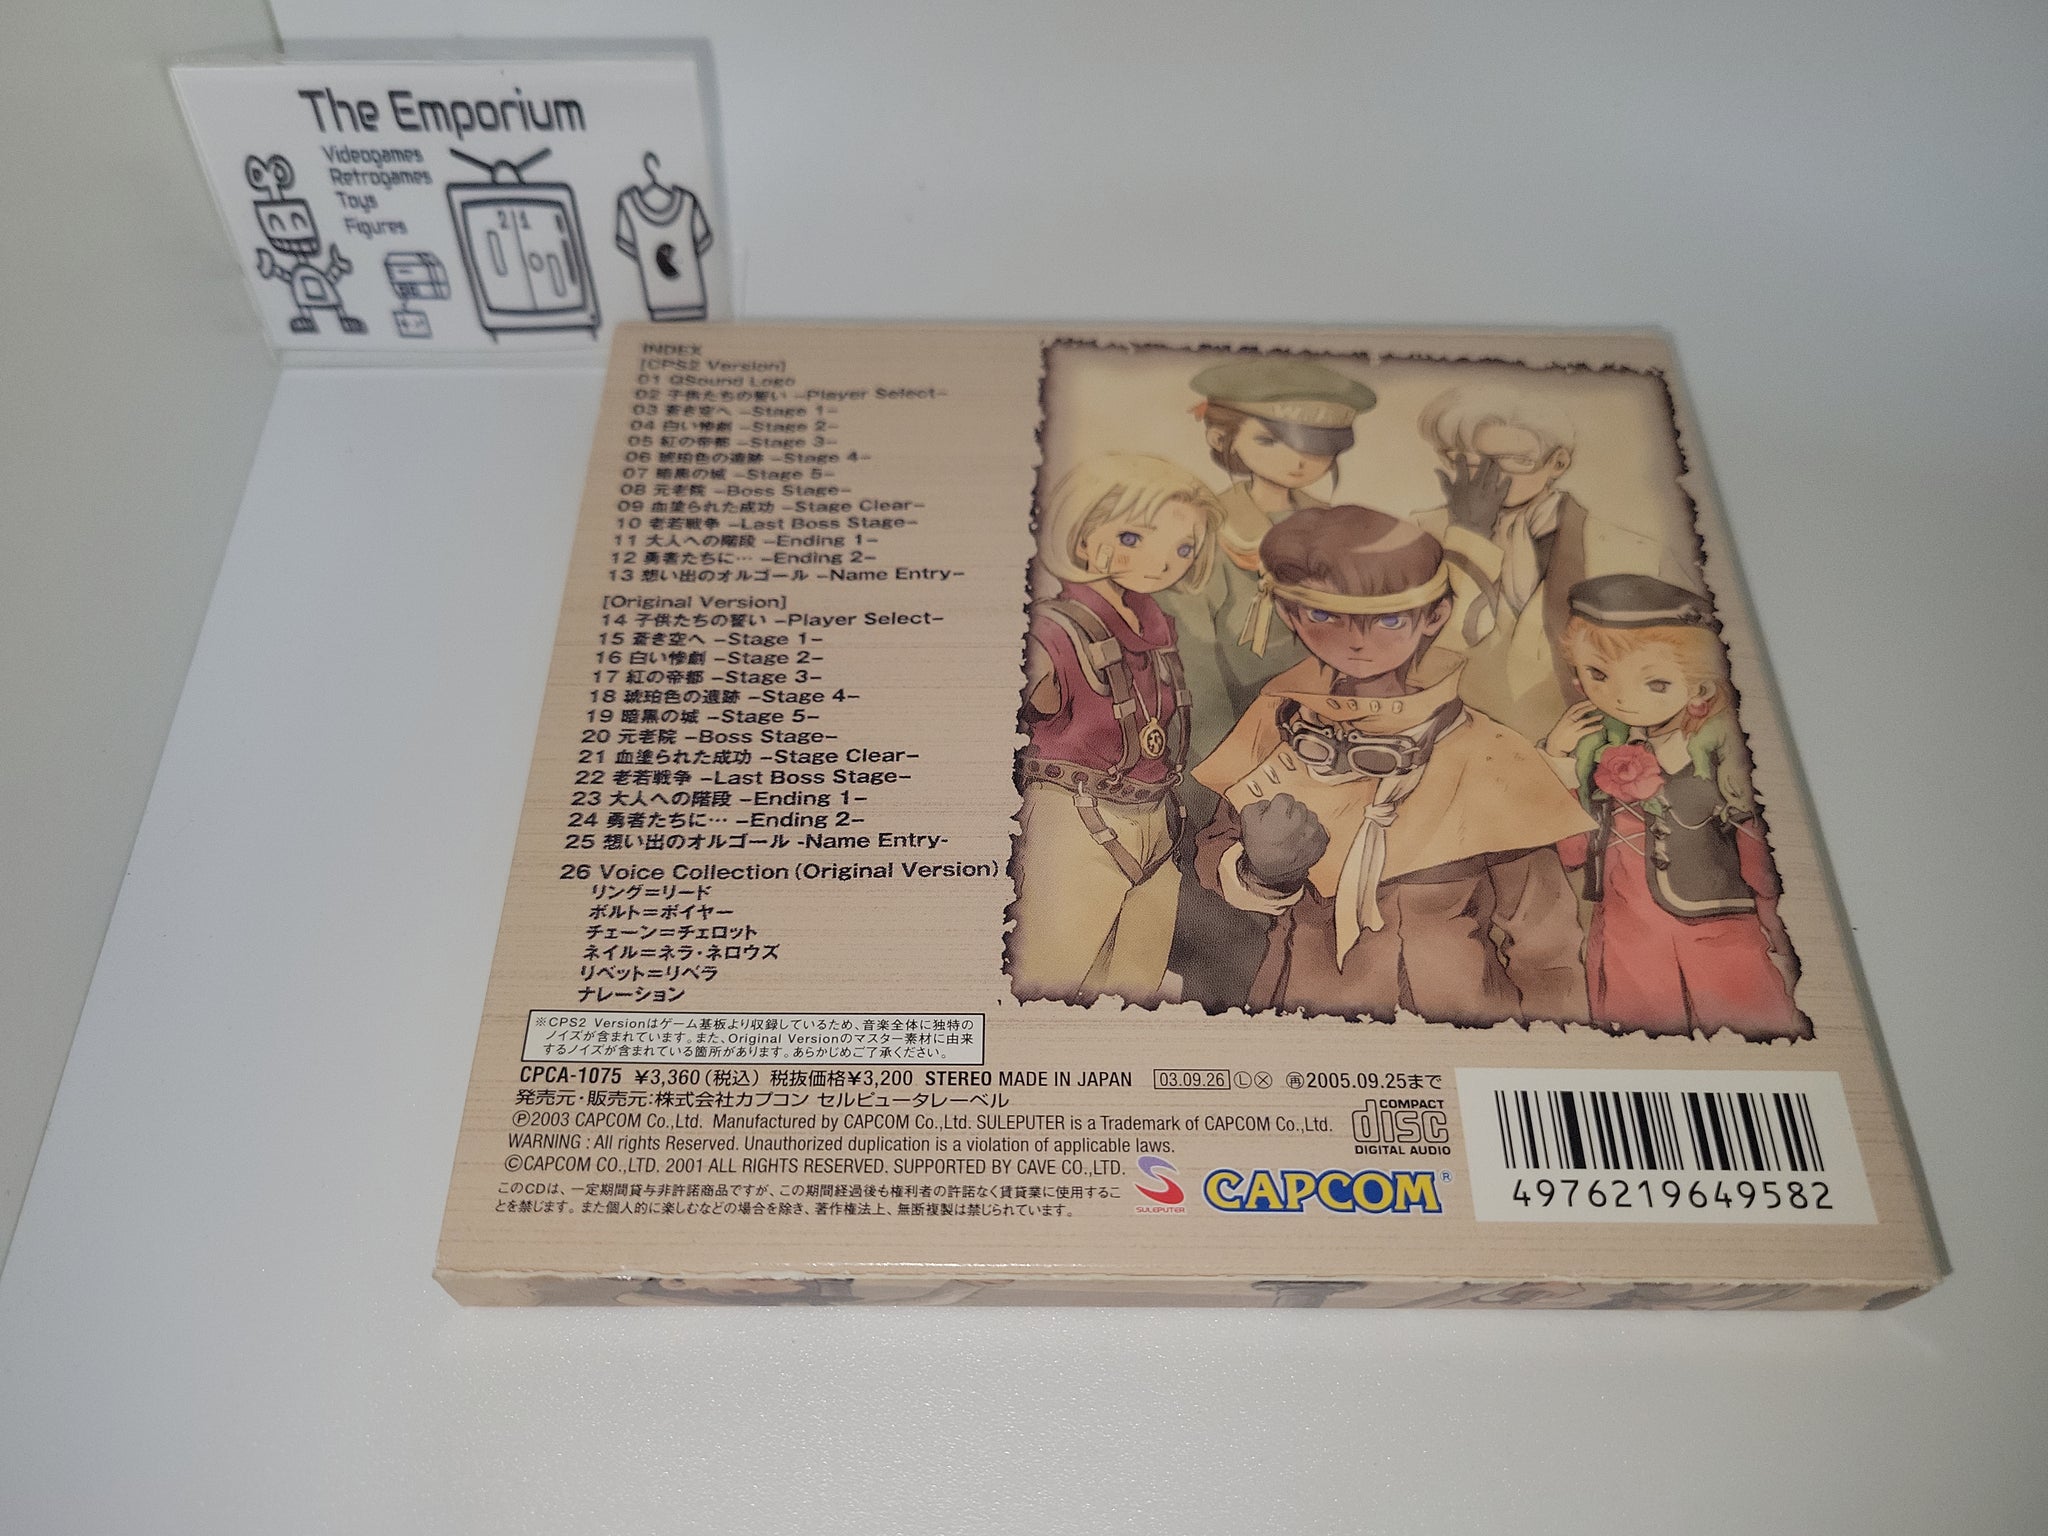 The Emporium
Videogames
Retrogames
Toys
Figures
21
INDEX
[CPS2 Version]
01 QSound Logo
02 子供たちの誓い -Player Select-
03 蒼き空へ -Stage 1-
04 白い惨劇 -Stage 2-
05 紅の帝都 -Stage 3-
06 琥珀色の遺跡 -Stage 4-
07 暗黒の城 -Stage 5-
08 元老院 -Boss Stage-
09 血塗られた成功 -Stage Clear-
10 老若戦争 -Last Boss Stage-
11 大人への階段 -Ending 1-
12 勇者たちに… -Ending 2-
13 想い出のオルゴール -Name Entry-
[Original Version]
14 子供たちの誓い -Player Select-
15 蒼き空へ -Stage 1-
16 白い惨劇 -Stage 2-
17 紅の帝都 -Stage 3-
18 琥珀色の遺跡 -Stage 4-
19 暗黒の城 -Stage 5-
20 元老院 -Boss Stage-
21 血塗られた成功 -Stage Clear-
22 老若戦争 -Last Boss Stage-
23 大人への階段 -Ending 1-
24 勇者たちに… -Ending 2-
25 想い出のオルゴール -Name Entry-
26 Voice Collection (Original Version)
リング=リード
ボルト=ボイヤー
チェーン=チェロット
ネイル=ネラ・ネロウズ
リベット=リベラ
ナレーション
※CPS2 Versionはゲーム基板より収録しているため、音楽全体に独特の
ノイズが含まれています。また、Original Versionのマスター素材に由来
するノイズが含まれている箇所があります。あらかじめご了承ください。
CPCA-1075 ¥3,360(税込) 税抜価格¥3,200 STEREO MADE IN JAPAN 03.09.26 Ⓛ Ⓧ ㊢2005.09.25まで
発売元・販売元:株式会社カプコン セルピュータレーベル
Ⓟ2003 CAPCOM Co.,Ltd. Manufactured by CAPCOM Co.,Ltd. SULEPUTER is a Trademark of CAPCOM Co.,Ltd.
WARNING : All rights Reserved. Unauthorized duplication is a violation of applicable laws.
©CAPCOM CO.,LTD. 2001 ALL RIGHTS RESERVED. SUPPORTED BY CAVE CO.,LTD.
このCDは、一定期間貸与非許諾商品ですが、この期間経過後も権利者の許諾なく賃貸業に使用するこ
とを禁じます。また個人的に楽しむなどの場合を除き、著作権法上、無断複製は禁じられています。
SULEPUTER
CAPCOM®
COMPACT
disc
DIGITAL AUDIO
4976219649582